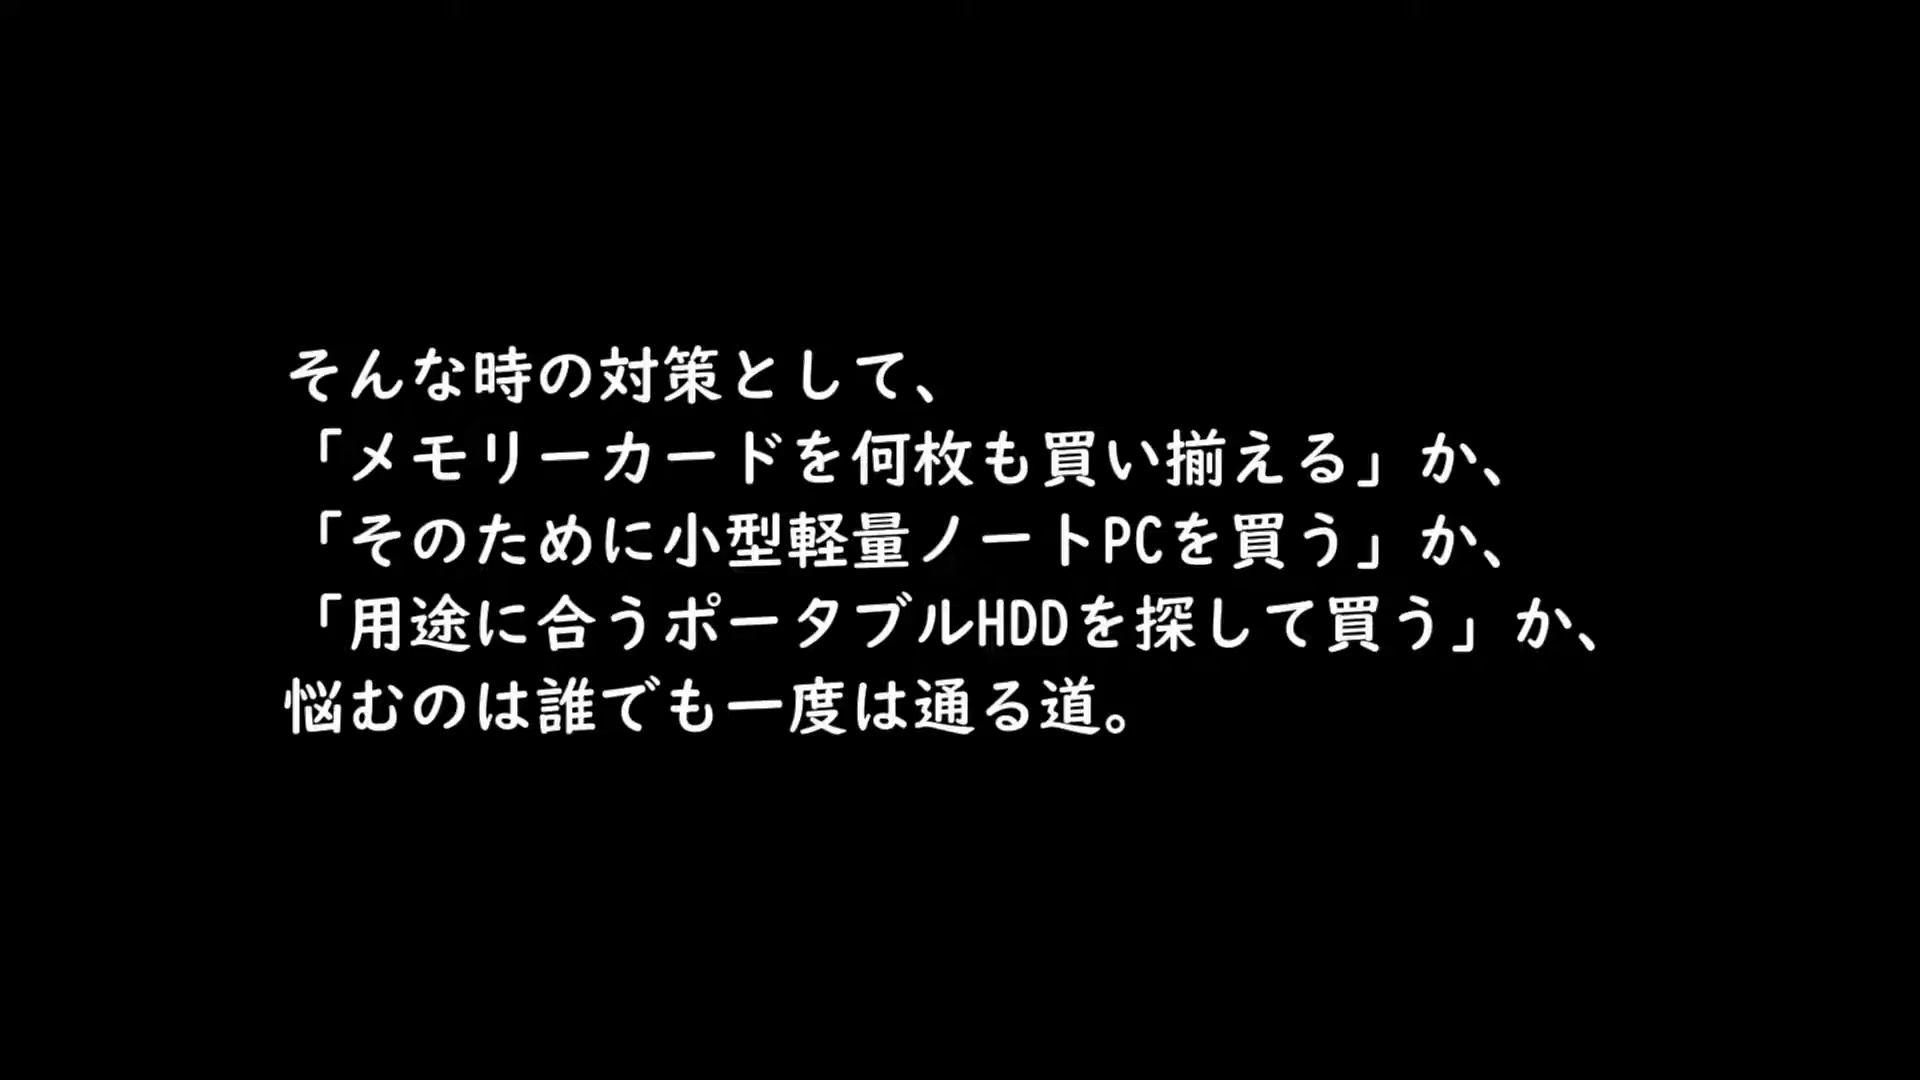 そんな時の対策として、
「メモリーカードを何枚も買い揃える」か、
「そのために小型軽量ノートPCを買う」か、
「用途に合うポータブルHDDを探して買う」か、
悩むのは誰でも一度は通る道。